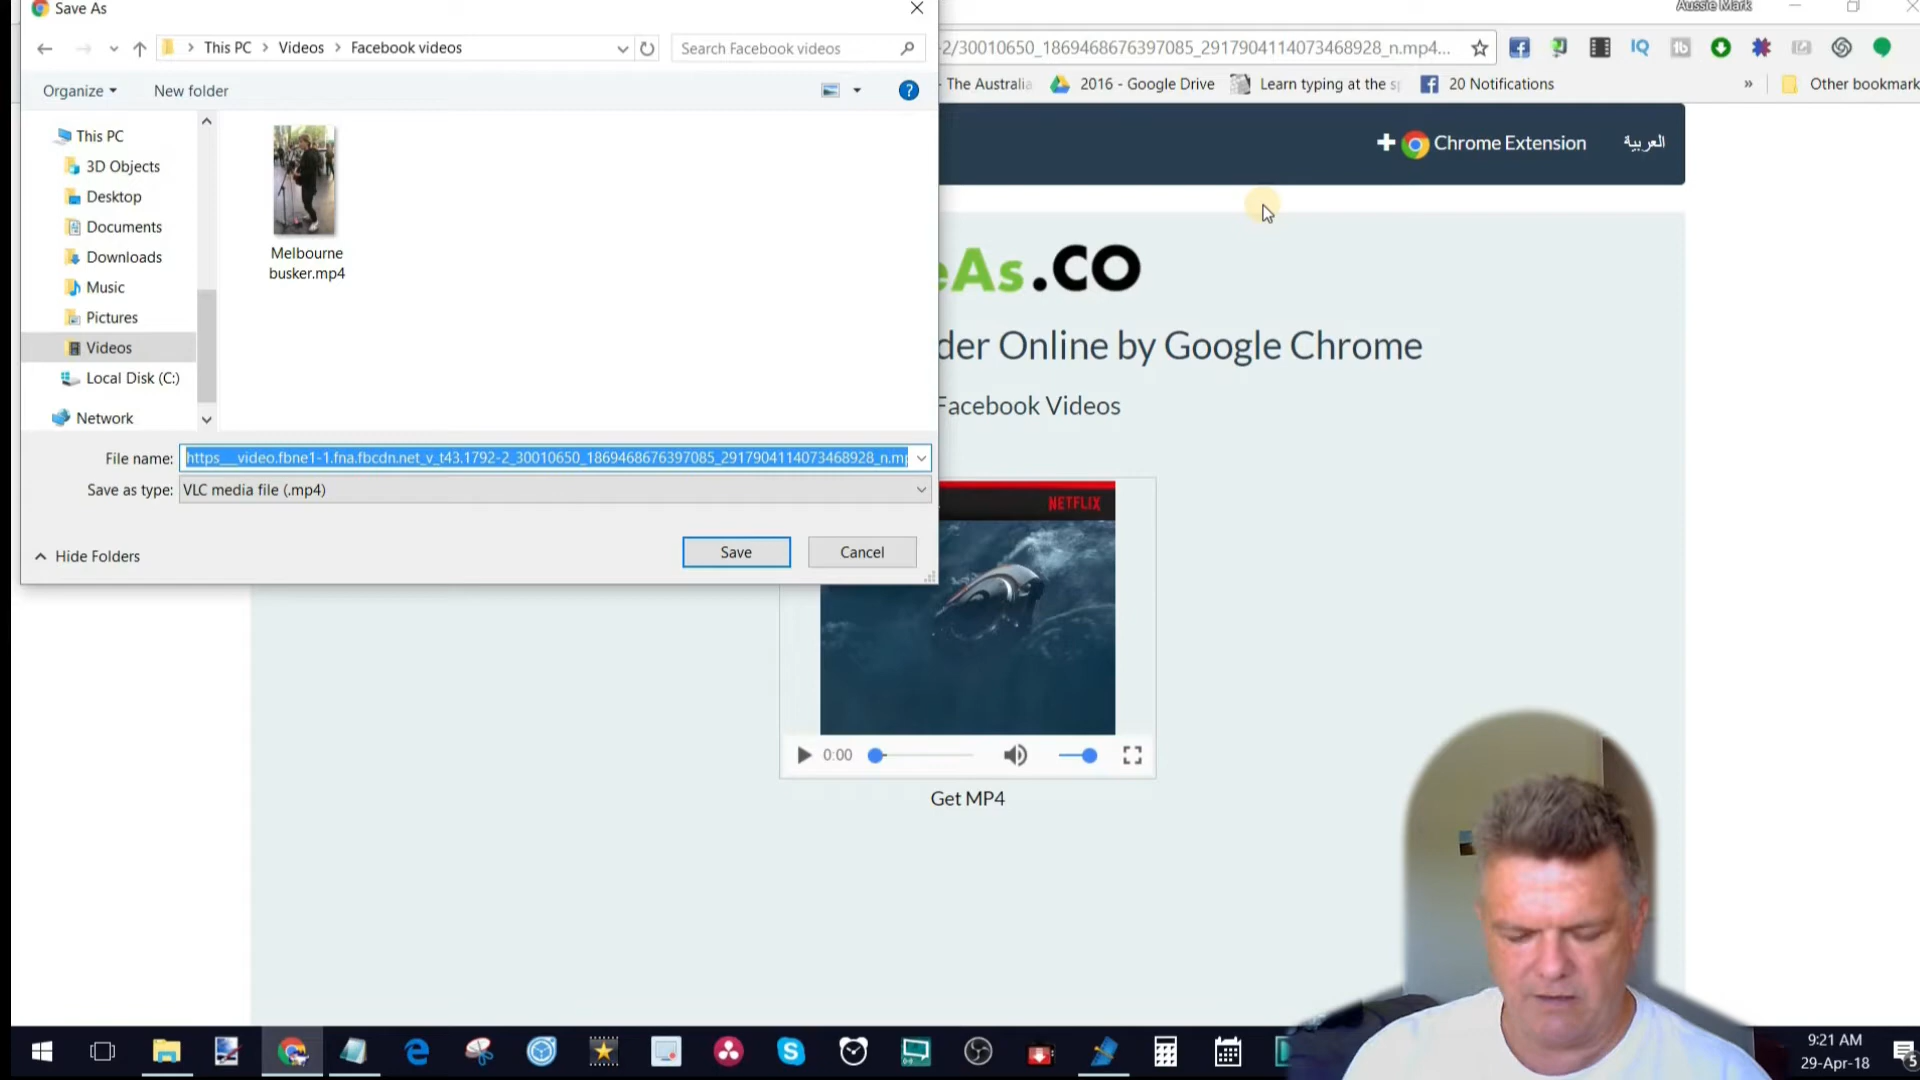 Save As
Aussie Mark
This PC
Videos
Facebook videos
Search Facebook videos
-2/30010650_1869468676397085_2917904114073468928_n.mp4...
Organize
New folder
The Australia
2016 - Google Drive
Learn typing at the sp
20 Notifications
»
Other bookmark
This PC
3D Objects
Desktop
Documents
Downloads
Music
Pictures
Videos
Local Disk (C:)
Network
Melbourne
busker.mp4
+ Chrome Extension
العربية
eAs.CO
der Online by Google Chrome
Facebook Videos
File name:
https__video.fbne1-1.fna.fbcdn.net_v_t43.1792-2_30010650_1869468676397085_2917904114073468928_n.mp
Save as type:
VLC media file (.mp4)
Hide Folders
Save
Cancel
NETFLIX
0:00
Get MP4
9:21 AM
29-Apr-18
5